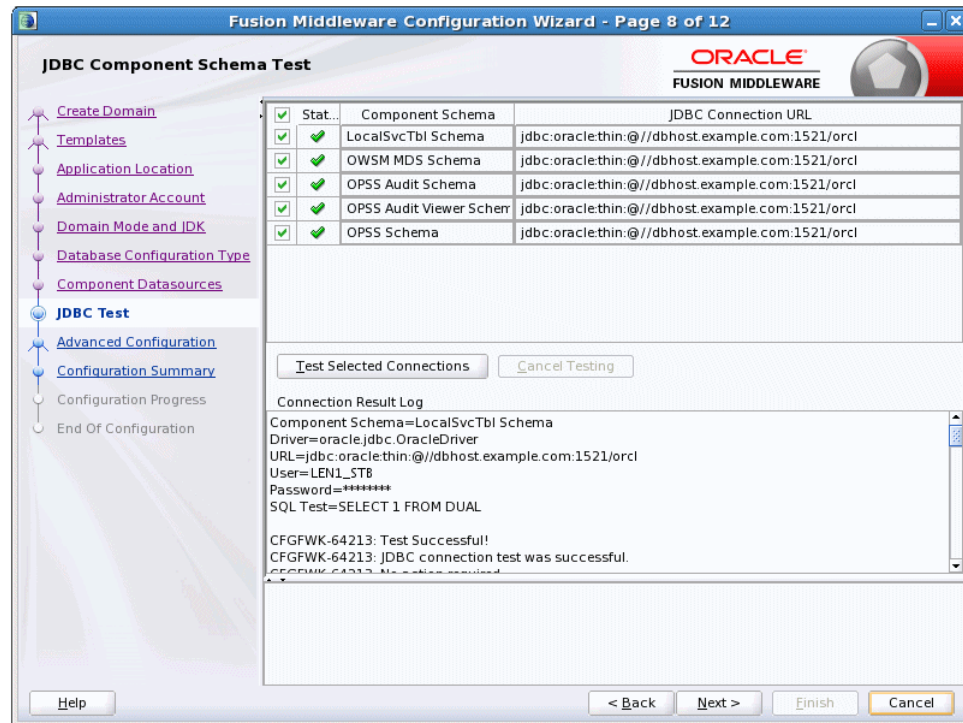 Fusion Middleware Configuration Wizard - Page 8 of 12
JDBC Component Schema Test
ORACLE
FUSION MIDDLEWARE
Create Domain
Templates
Application Location
Administrator Account
Domain Mode and JDK
Database Configuration Type
Component Datasources
JDBC Test
Advanced Configuration
Configuration Summary
Configuration Progress
End Of Configuration
Stat... Component Schema JDBC Connection URL
LocalSvcTbl Schema jdbc:oracle:thin:@//dbhost.example.com:1521/orcl
OWSM MDS Schema jdbc:oracle:thin:@//dbhost.example.com:1521/orcl
OPSS Audit Schema jdbc:oracle:thin:@//dbhost.example.com:1521/orcl
OPSS Audit Viewer Schem jdbc:oracle:thin:@//dbhost.example.com:1521/orcl
OPSS Schema jdbc:oracle:thin:@//dbhost.example.com:1521/orcl
Test Selected Connections Cancel Testing
Connection Result Log
Component Schema=LocalSvcTbl Schema
Driver=oracle.jdbc.OracleDriver
URL=jdbc:oracle:thin:@//dbhost.example.com:1521/orcl
User=LEN1_STB
Password=********
SQL Test=SELECT 1 FROM DUAL
CFGFWK-64213: Test Successful!
CFGFWK-64213: JDBC connection test was successful.
CFGFWK-64213: No action required
Help < Back Next > Finish Cancel